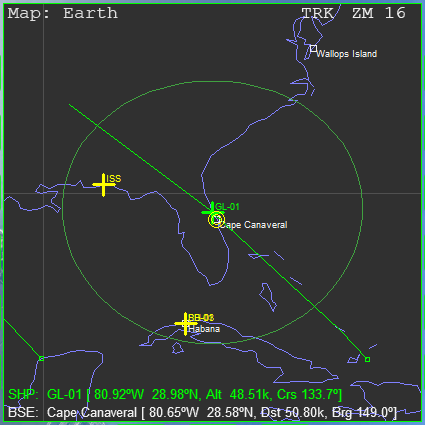 Map: Earth TRK ZM 16
Wallops Island
ISS
GL-01
Cape Canaveral
Habana
SHP: GL-01 [ 80.92ºW 28.98ºN, Alt 48.51k, Crs 133.7º]
BSE: Cape Canaveral [ 80.65ºW 28.58ºN, Dst 50.80k, Brg 149.0º]